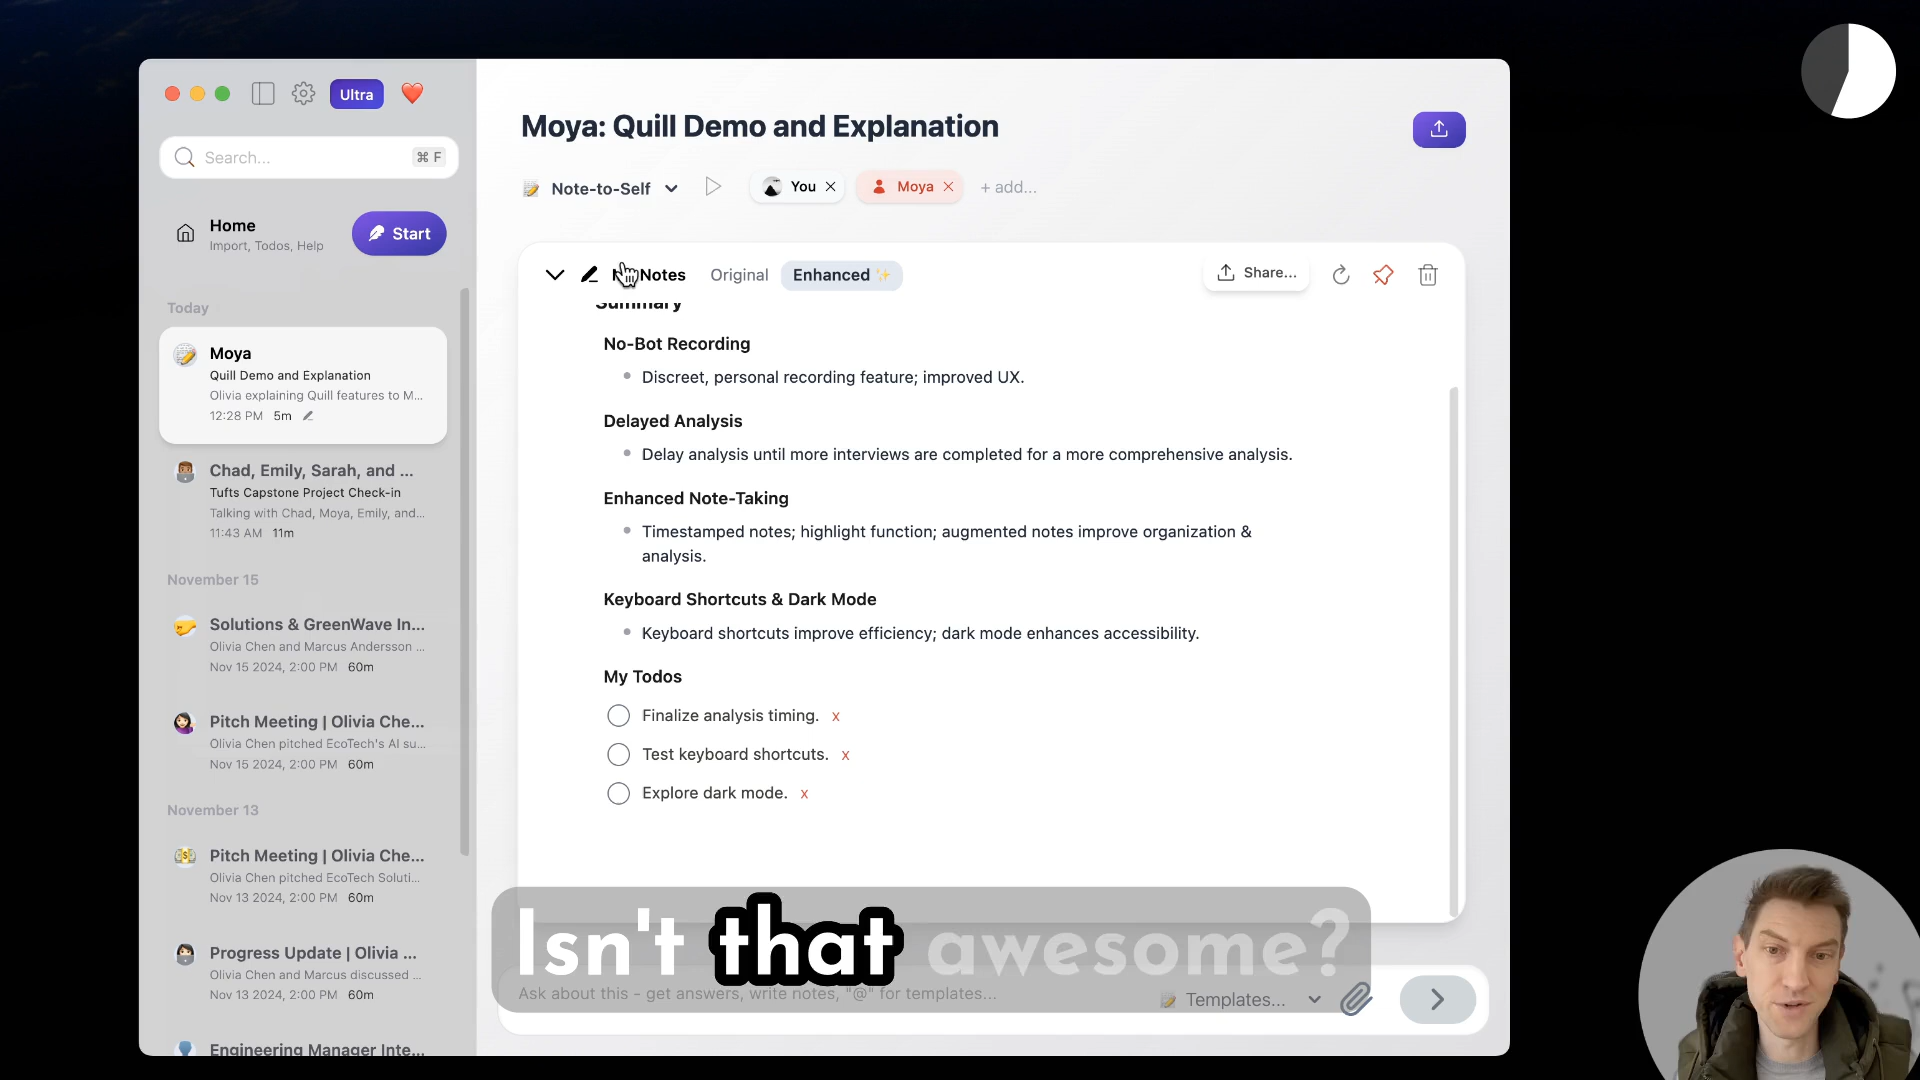 Ultra
Search...
⌘ F
Home
Import, Todos, Help
Start
Today
Moya
Quill Demo and Explanation
Olivia explaining Quill features to M...
12:28 PM 5m
Chad, Emily, Sarah, and ...
Tufts Capstone Project Check-in
Talking with Chad, Moya, Emily, and...
11:43 AM 11m
November 15
Solutions & GreenWave In...
Olivia Chen and Marcus Andersson ...
Nov 15 2024, 2:00 PM 60m
Pitch Meeting | Olivia Che...
Olivia Chen pitched EcoTech's AI su...
Nov 15 2024, 2:00 PM 60m
November 13
Pitch Meeting | Olivia Che...
Olivia Chen pitched EcoTech Soluti...
Nov 13 2024, 2:00 PM 60m
Progress Update | Olivia ...
Olivia Chen and Marcus discussed ...
Nov 13 2024, 2:00 PM 60m
Engineering Manager Inte...
Moya: Quill Demo and Explanation
Note-to-Self
You
Moya
+ add...
Notes
Original
Enhanced
Share...
Summary
No-Bot Recording
Discreet, personal recording feature; improved UX.
Delayed Analysis
Delay analysis until more interviews are completed for a more comprehensive analysis.
Enhanced Note-Taking
Timestamped notes; highlight function; augmented notes improve organization &
analysis.
Keyboard Shortcuts & Dark Mode
Keyboard shortcuts improve efficiency; dark mode enhances accessibility.
My Todos
Finalize analysis timing. x
Test keyboard shortcuts. x
Explore dark mode. x
Isn't that awesome?
Ask about this - get answers, write notes, "@" for templates...
Templates...